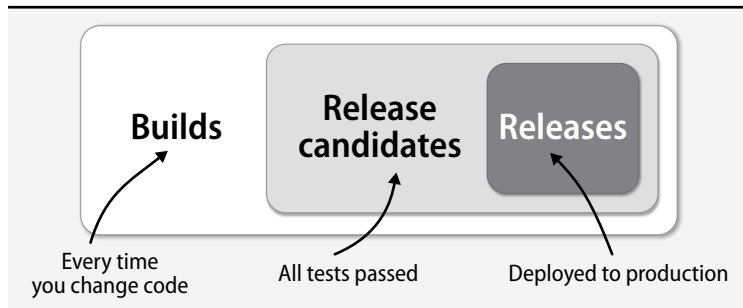 Builds
Release
candidates
Releases
Every time
you change code
All tests passed
Deployed to production